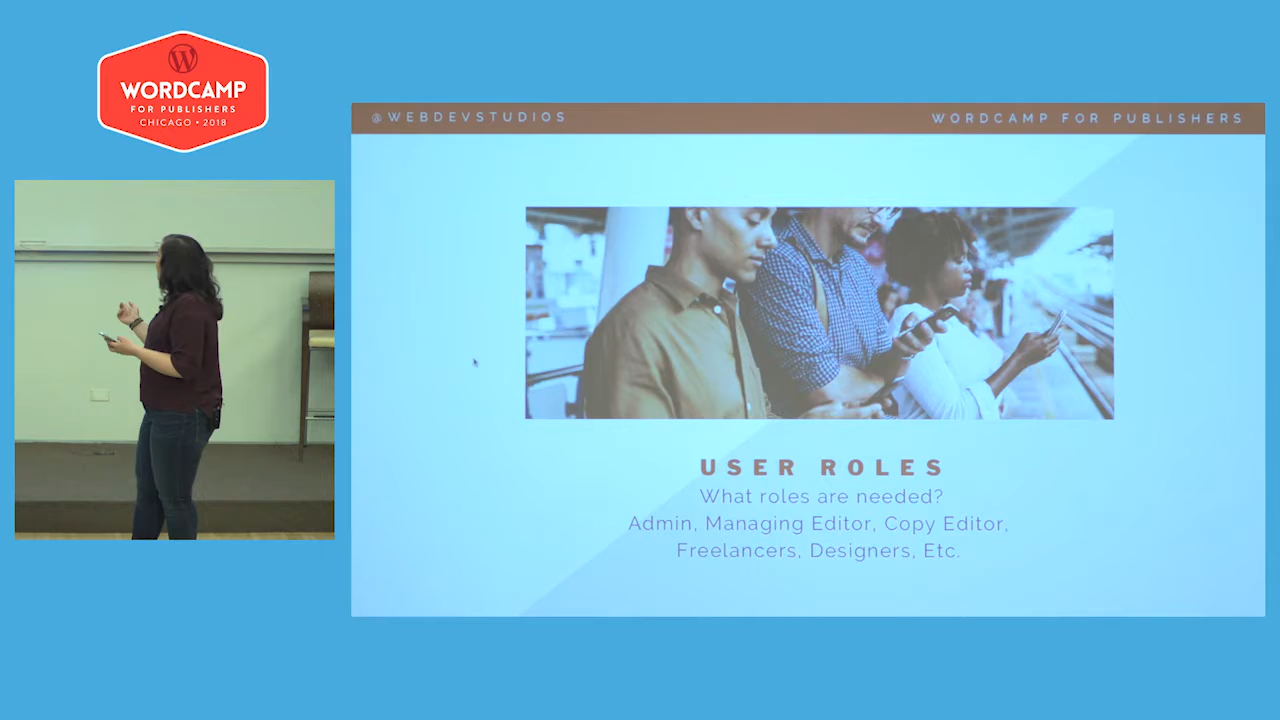 WORDCAMP
FOR PUBLISHERS
CHICAGO • 2018
@WEBDEVSTUDIOS
WORDCAMP FOR PUBLISHERS
USER ROLES
What roles are needed?
Admin, Managing Editor, Copy Editor,
Freelancers, Designers, Etc.